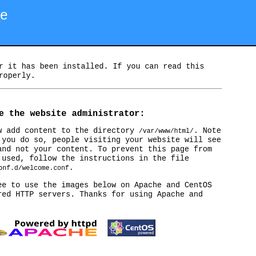 e
r it has been installed. If you can read this
roperly.
e the website administrator:
w add content to the directory /var/www/html/. Note
you do so, people visiting your website will see
and not your content. To prevent this page from
used, follow the instructions in the file
onf.d/welcome.conf.
ee to use the images below on Apache and CentOS
red HTTP servers. Thanks for using Apache and
Powered by httpd
APACHE
CentOS
powered